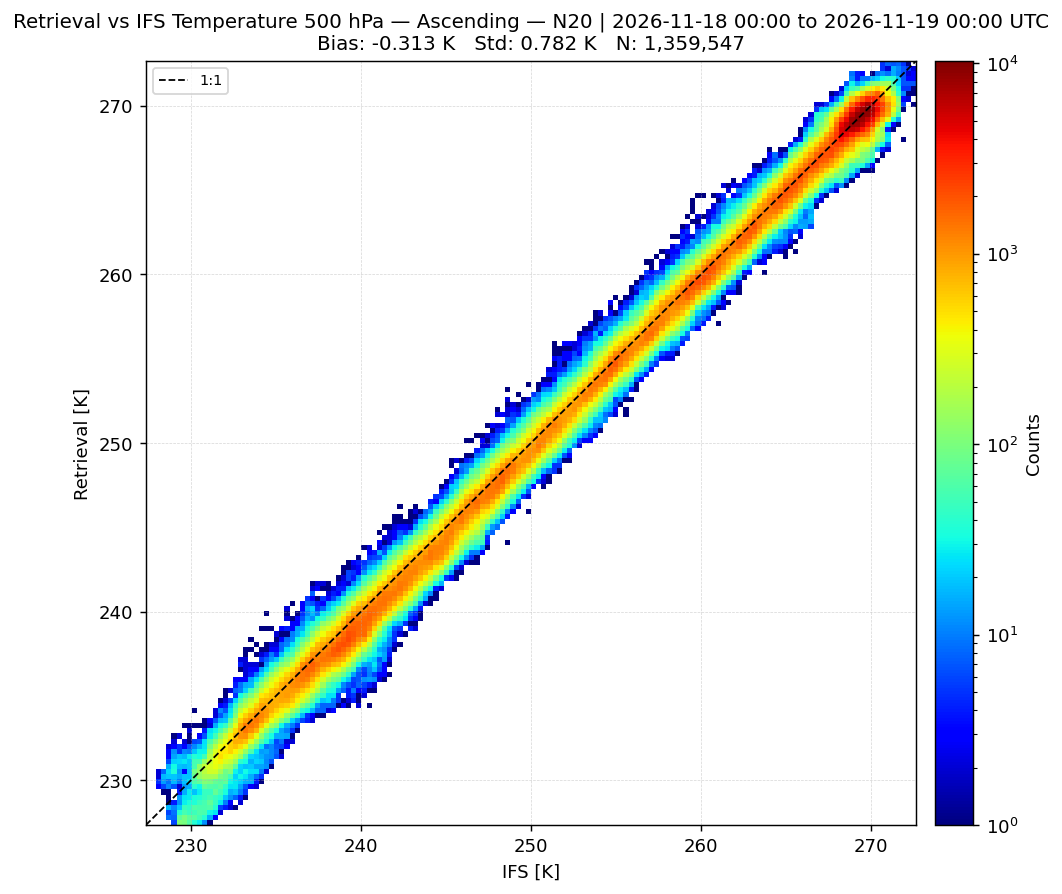 Retrieval vs IFS Temperature 500 hPa — Ascending — N20 | 2026-11-18 00:00 to 2026-11-19 00:00 UTC
Bias: -0.313 K   Std: 0.782 K   N: 1,359,547
1:1
270
260
250
240
230
Retrieval [K]
230 240 250 260 270
IFS [K]
10⁴
10³
10²
10¹
10⁰
Counts